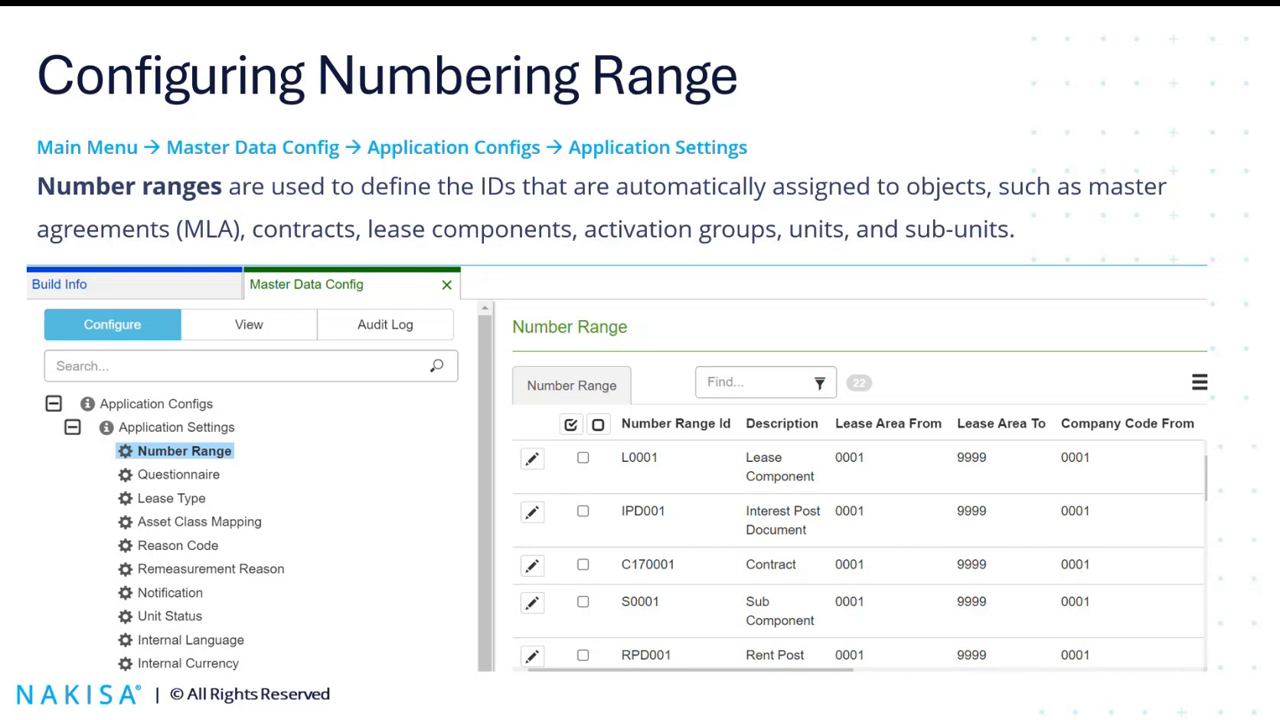 Configuring Numbering Range
Main Menu → Master Data Config → Application Configs → Application Settings
Number ranges are used to define the IDs that are automatically assigned to objects, such as master
agreements (MLA), contracts, lease components, activation groups, units, and sub-units.
Build Info
Master Data Config
Configure
View
Audit Log
Search...
Application Configs
Application Settings
Number Range
Questionnaire
Lease Type
Asset Class Mapping
Reason Code
Remeasurement Reason
Notification
Unit Status
Internal Language
Internal Currency
Number Range
Number Range
Find...
22
Number Range Id Description Lease Area From Lease Area To Company Code From
L0001 Lease 0001 9999 0001
Component
IPD001 Interest Post 0001 9999 0001
Document
C170001 Contract 0001 9999 0001
S0001 Sub 0001 9999 0001
Component
RPD001 Rent Post 0001 9999 0001
NAKISA® | © All Rights Reserved